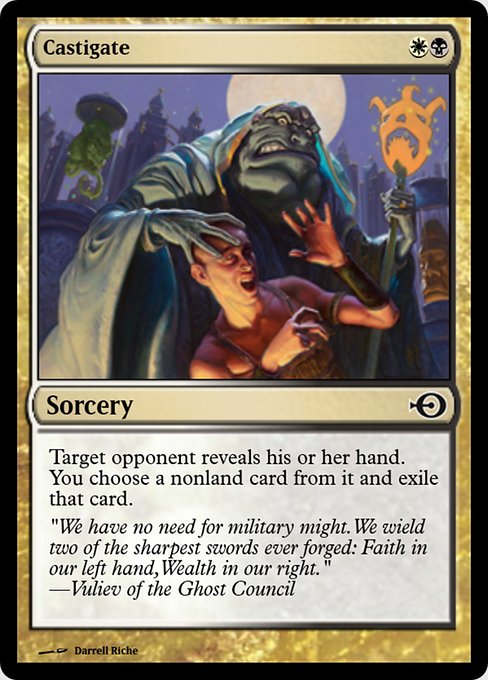 Castigate
Sorcery
Target opponent reveals his or her hand.
You choose a nonland card from it and exile
that card.
"We have no need for military might. We wield
two of the sharpest swords ever forged: Faith in
our left hand, Wealth in our right."
—Vuliev of the Ghost Council
Darrell Riche